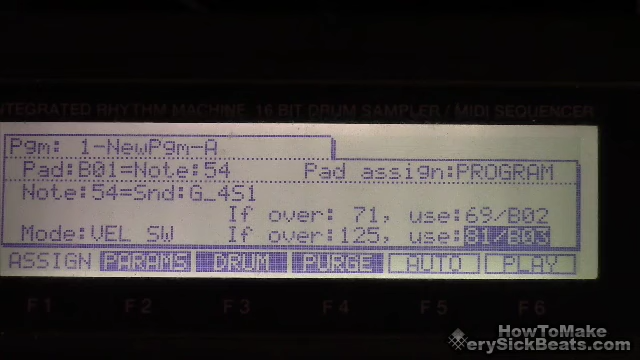 INTEGRATED RHYTHM MACHINE 16 BIT DRUM SAMPLER / MIDI SEQUENCER
Pgm: 1-NewPgm-A
Pad:B01=Note:54 Pad assign:PROGRAM
Note:54=Snd:G_4S1
If over: 71, use:69/B02
Mode:VEL SW If over:125, use:81/B03
ASSIGN PARAMS DRUM PURGE AUTO PLAY
F1 F2 F3 F4 F5 F6
HowToMake
erySickBeats.com